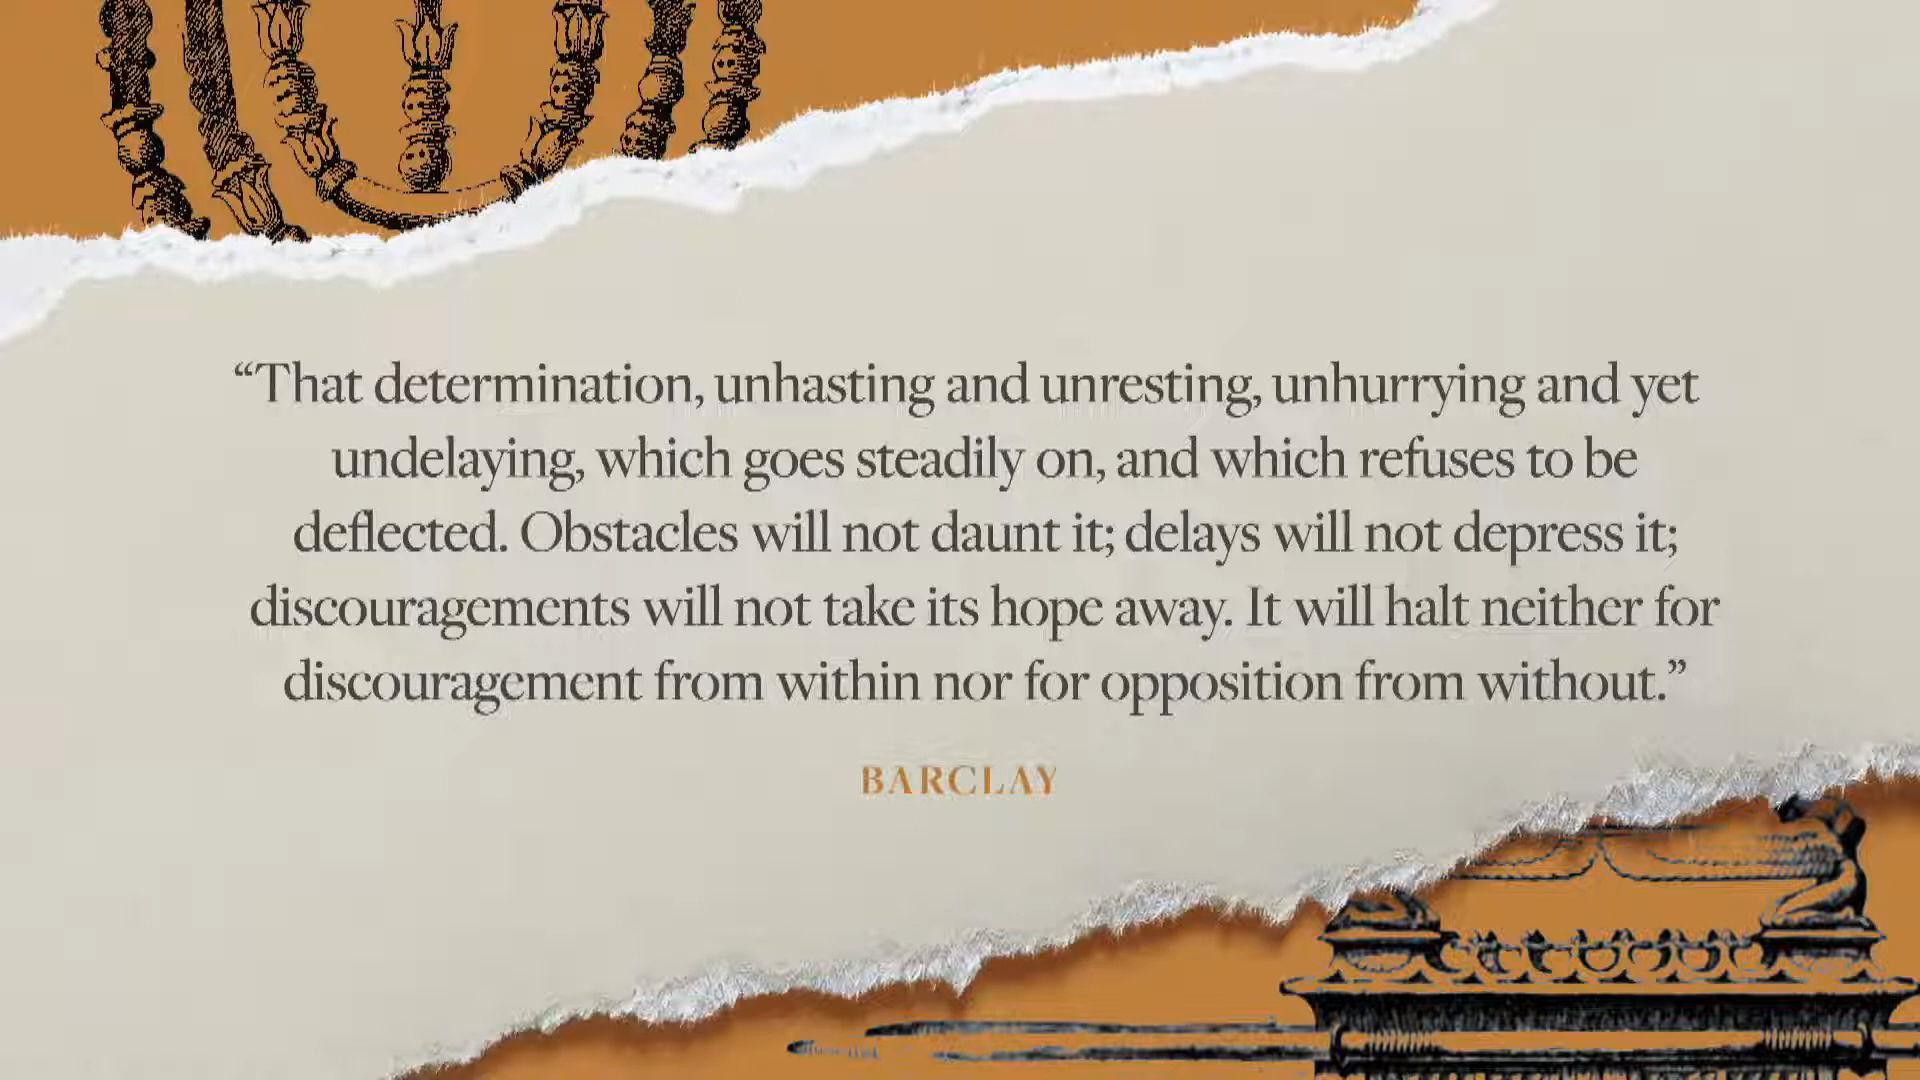 “That determination, unhasting and unresting, unhurrying and yet
undelaying, which goes steadily on, and which refuses to be
deflected. Obstacles will not daunt it; delays will not depress it;
discouragements will not take its hope away. It will halt neither for
discouragement from within nor for opposition from without.”
BARCLAY